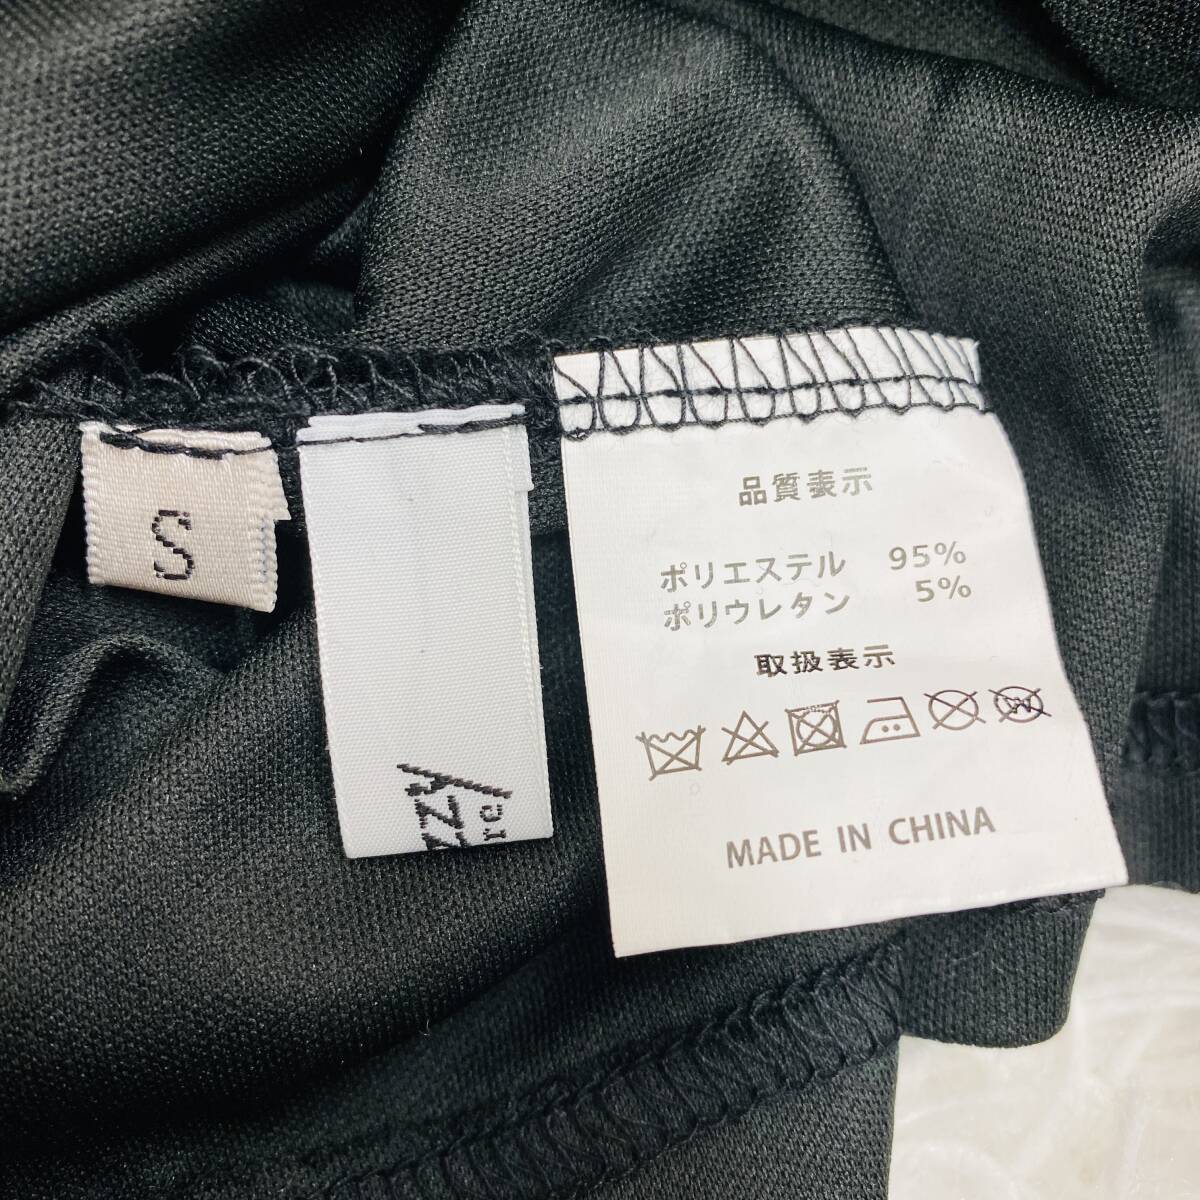 S
品質表示
ポリエステル 95%
ポリウレタン 5%
取扱表示
MADE IN CHINA